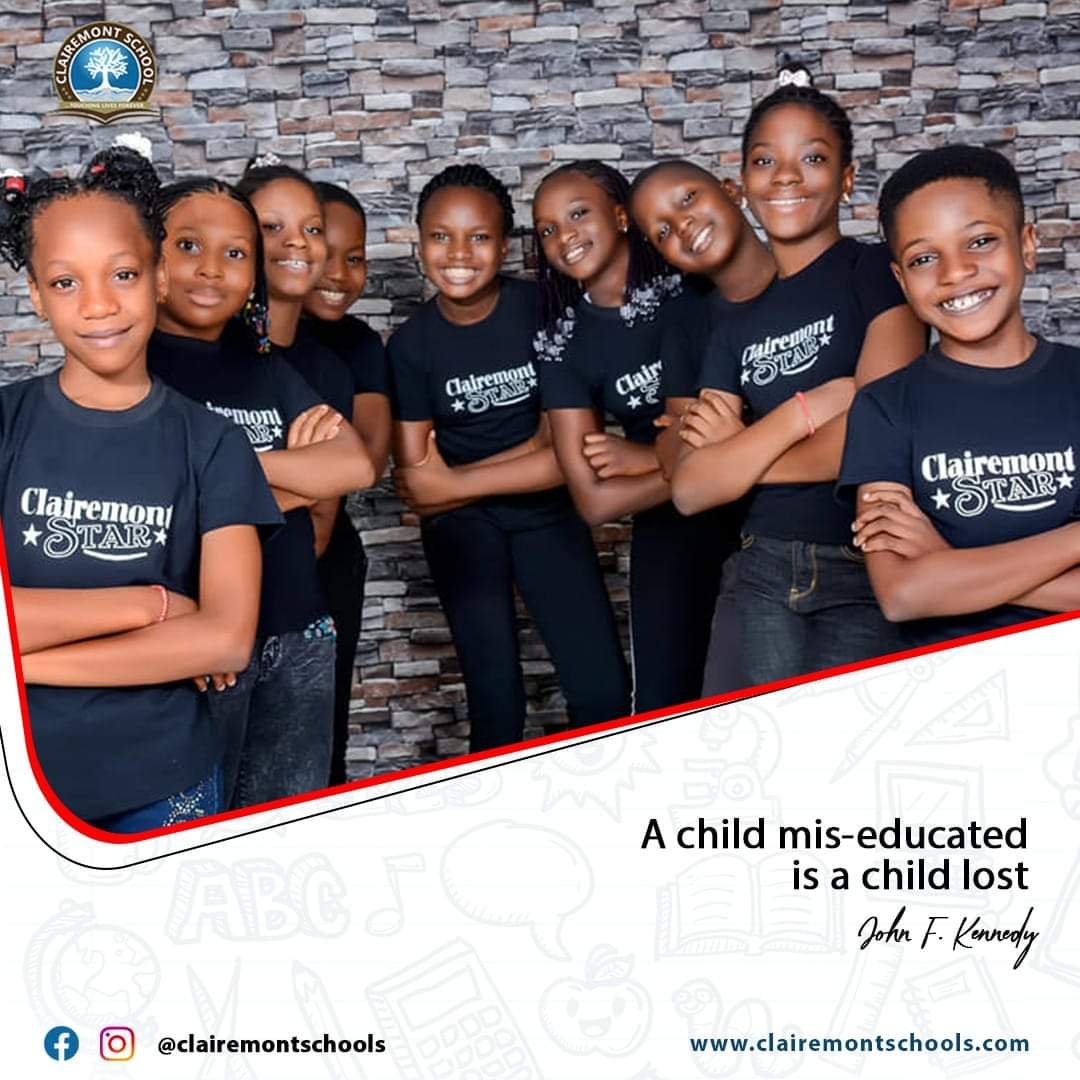 CLAIREMONT SCHOOL
TOUCHING LIVES FOREVER
Clairemont
STAR
Clairemont
STAR
Clairemont
STAR
Clairemont
STAR
A child mis-educated
is a child lost
John F. Kennedy
ABC
@clairemontschools
www.clairemontschools.com